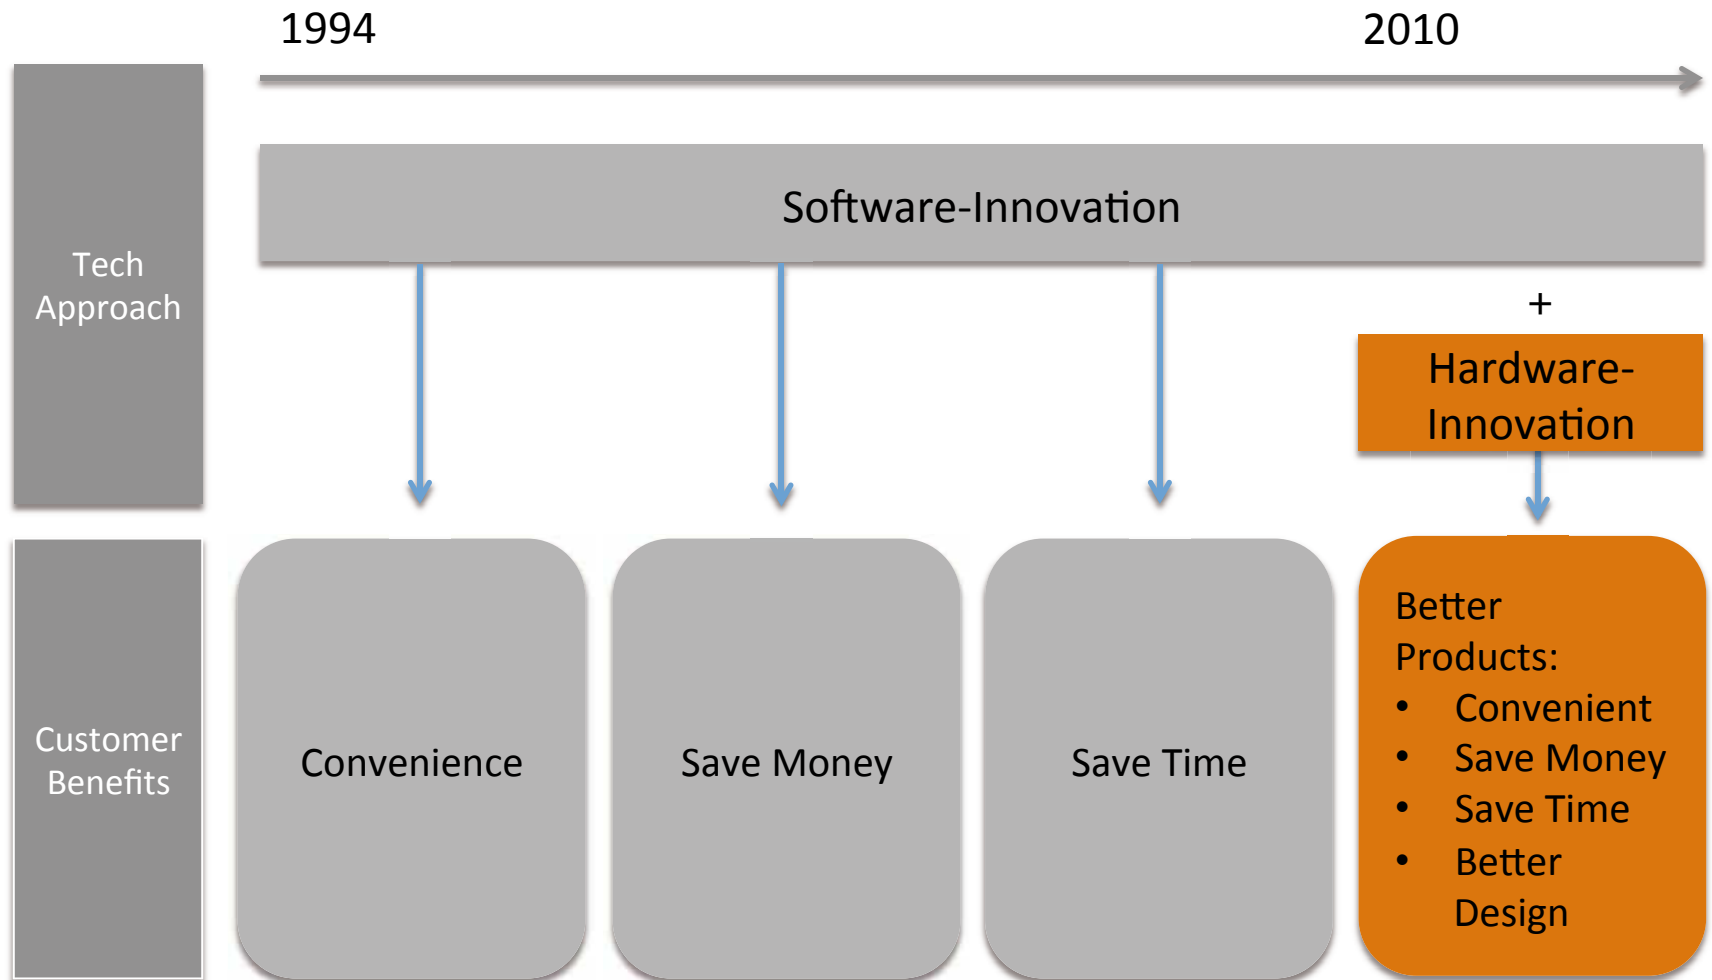 1994
2010
Tech
Approach
Software-Innovation
+
Hardware-
Innovation
Customer
Benefits
Convenience
Save Money
Save Time
Better
Products:
• Convenient
• Save Money
• Save Time
• Better
Design